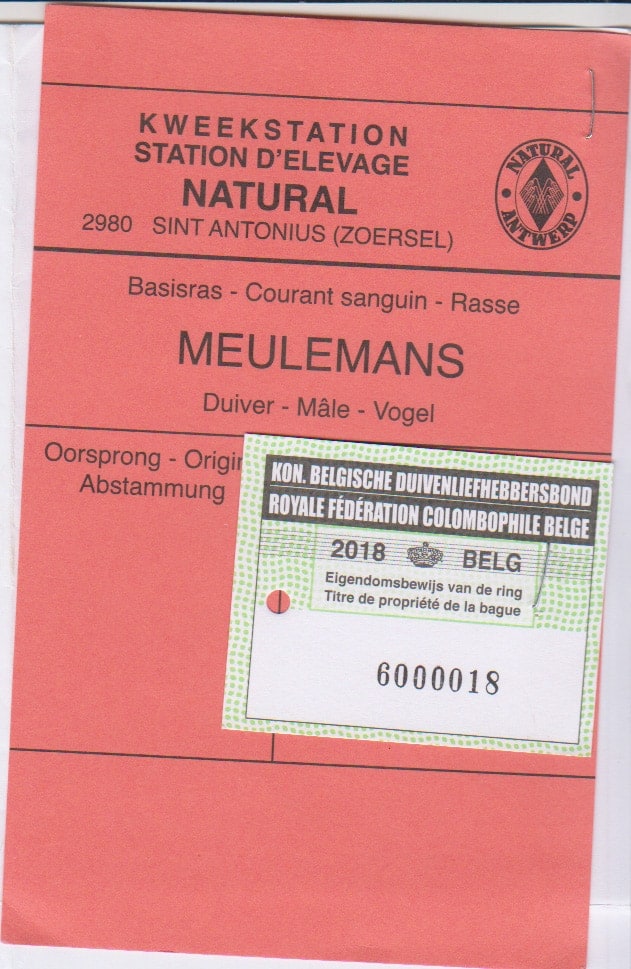 KWEEKSTATION
STATION D'ELEVAGE
NATURAL
2980 SINT ANTONIUS (ZOERSEL)
NATURAL
ANTWERP
Basisras - Courant sanguin - Rasse
MEULEMANS
Duiver - Mâle - Vogel
Oorsprong - Origin
Abstammung
KON. BELGISCHE DUIVENLIEFHEBBERSBOND
ROYALE FÉDÉRATION COLOMBOPHILE BELGE
2018 BELG
Eigendomsbewijs van de ring
Titre de propriété de la bague
6000018